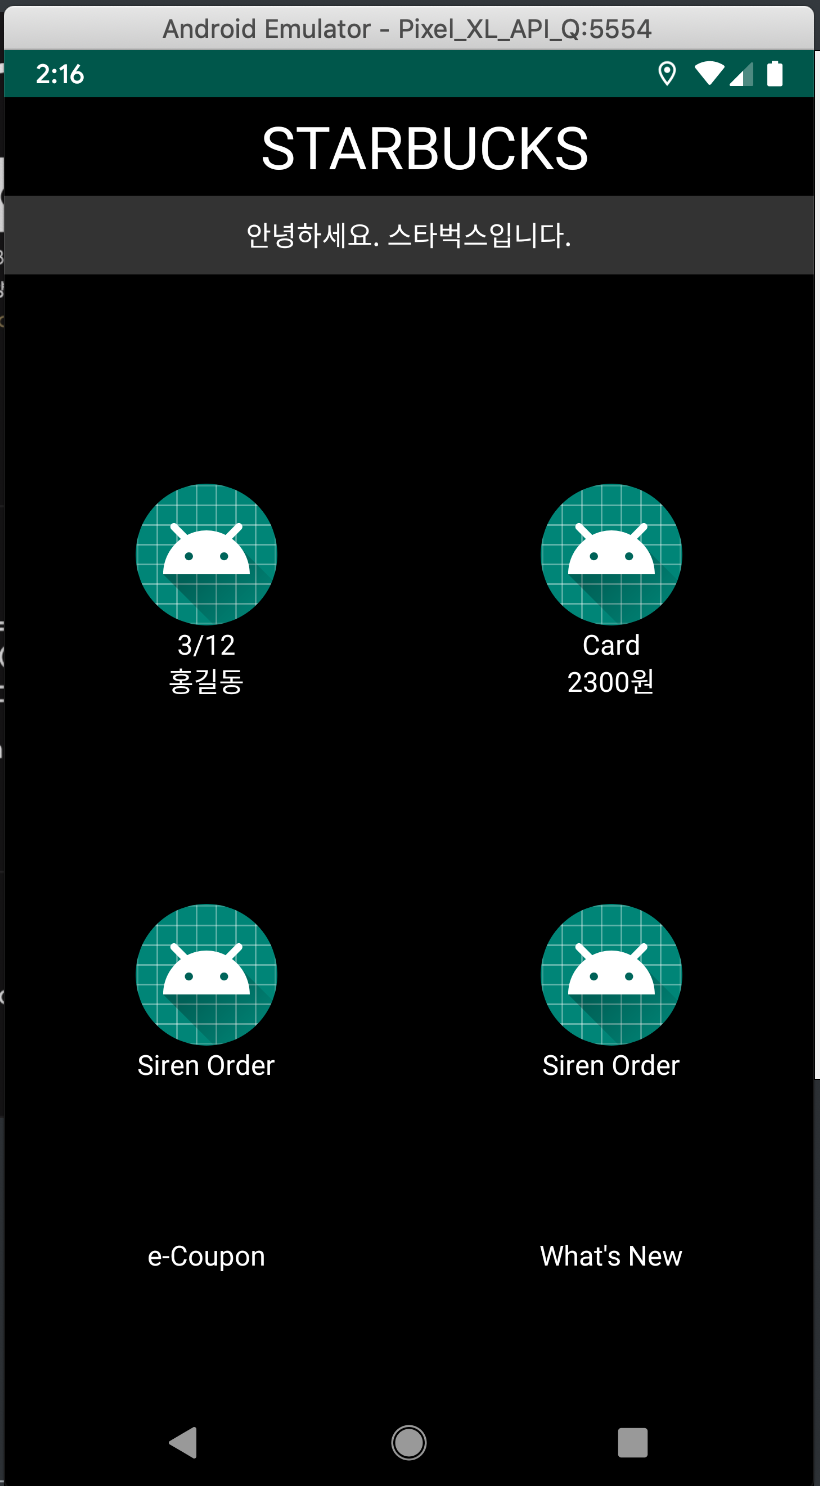 Android Emulator - Pixel_XL_API_Q:5554
2:16
STARBUCKS
안녕하세요. 스타벅스입니다.
3/12
홍길동
Card
2300원
Siren Order
Siren Order
e-Coupon
What's New